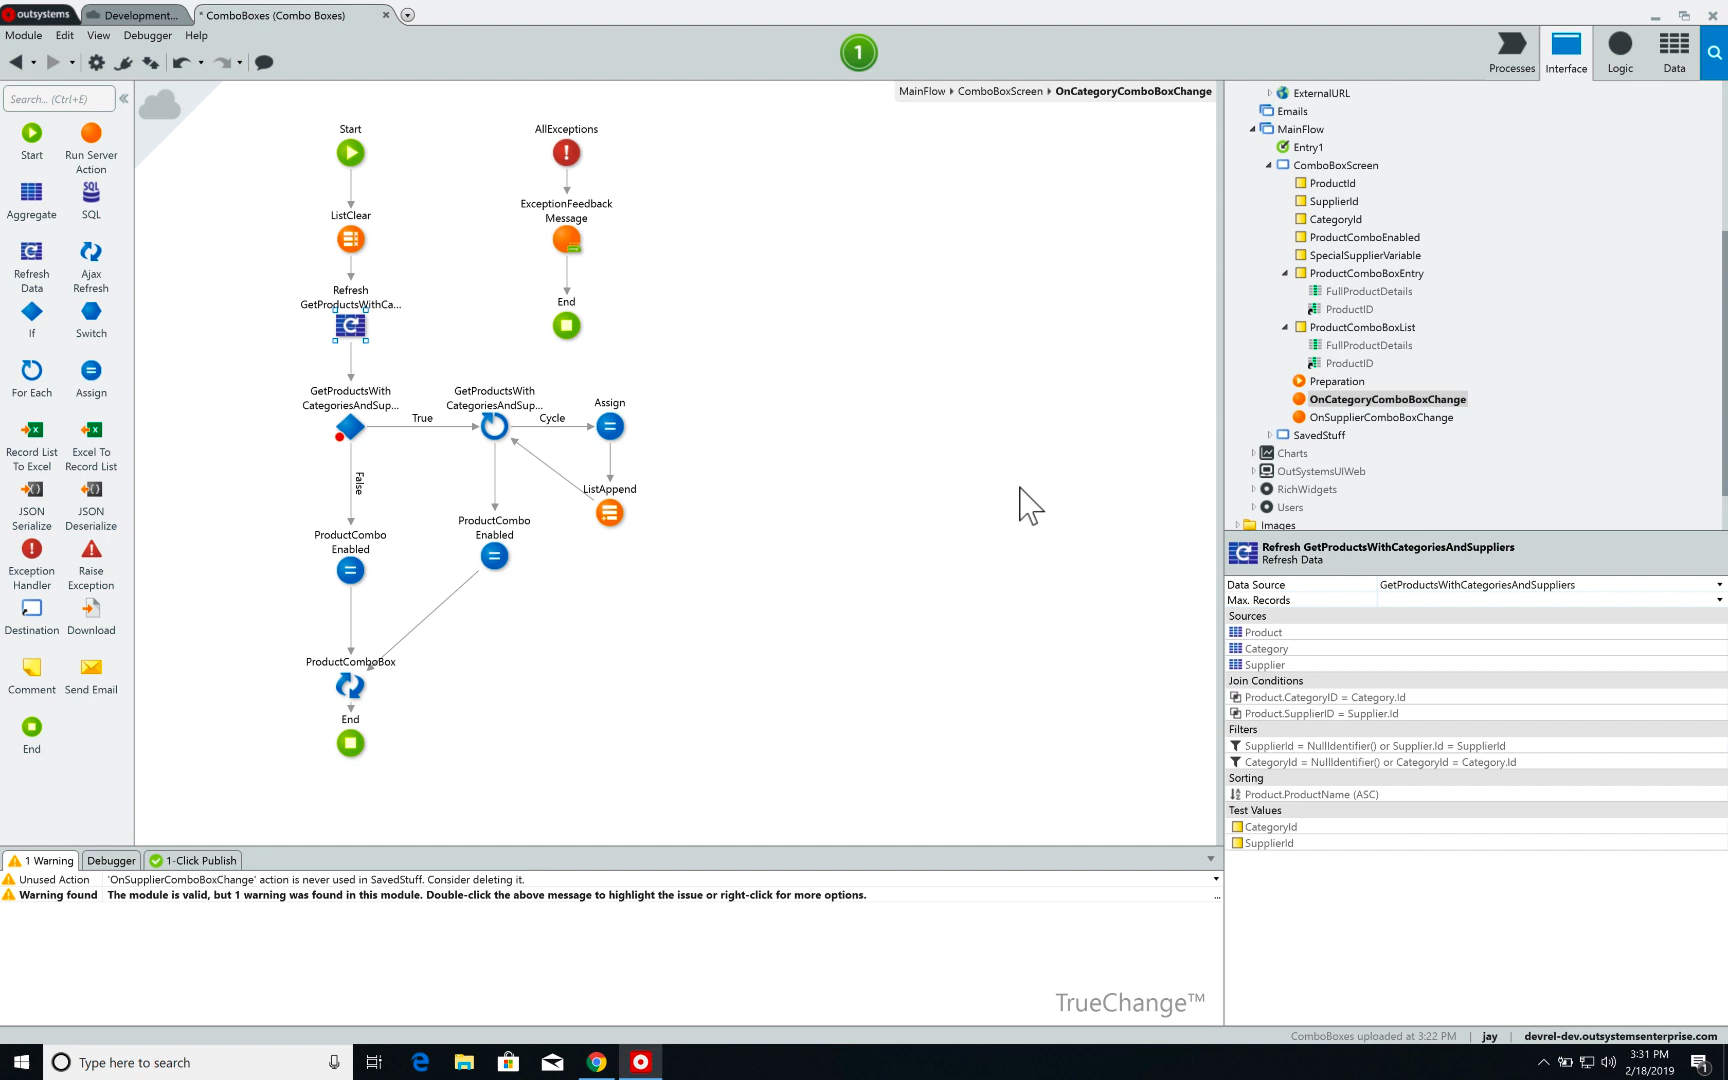 outsystems
Development...
* ComboBoxes (Combo Boxes)
Module
Edit
View
Debugger
Help
1
Processes
Interface
Logic
Data
Search... (Ctrl+E)
Start
Run Server
Action
Aggregate
SQL
Refresh
Data
Ajax
Refresh
If
Switch
For Each
Assign
Record List
To Excel
Excel To
Record List
JSON
Serialize
JSON
Deserialize
Exception
Handler
Raise
Exception
Destination
Download
Comment
Send Email
End
MainFlow
ComboBoxScreen
OnCategoryComboBoxChange
Start
ListClear
Refresh
GetProductsWithCa...
GetProductsWith
CategoriesAndSup...
True
GetProductsWith
CategoriesAndSup...
Cycle
Assign
ListAppend
False
ProductCombo
Enabled
ProductCombo
Enabled
ProductComboBox
End
AllExceptions
ExceptionFeedback
Message
End
ExternalURL
Emails
MainFlow
Entry1
ComboBoxScreen
ProductId
SupplierId
CategoryId
ProductComboEnabled
SpecialSupplierVariable
ProductComboBoxEntry
FullProductDetails
ProductID
ProductComboBoxList
FullProductDetails
ProductID
Preparation
OnCategoryComboBoxChange
OnSupplierComboBoxChange
SavedStuff
Charts
OutSystemsUIWeb
RichWidgets
Users
Images
Refresh GetProductsWithCategoriesAndSuppliers
Refresh Data
Data Source
GetProductsWithCategoriesAndSuppliers
Max. Records
Sources
Product
Category
Supplier
Join Conditions
Product.CategoryID = Category.Id
Product.SupplierID = Supplier.Id
Filters
SupplierId = NullIdentifier() or Supplier.Id = SupplierId
CategoryId = NullIdentifier() or CategoryId = Category.Id
Sorting
Product.ProductName (ASC)
Test Values
CategoryId
SupplierId
1 Warning
Debugger
1-Click Publish
Unused Action
'OnSupplierComboBoxChange' action is never used in SavedStuff. Consider deleting it.
Warning found
The module is valid, but 1 warning was found in this module. Double-click the above message to highlight the issue or right-click for more options.
...
TrueChange™
ComboBoxes uploaded at 3:22 PM
jay
devrel-dev.outsystemsenterprise.com
Type here to search
3:31 PM
2/18/2019
1